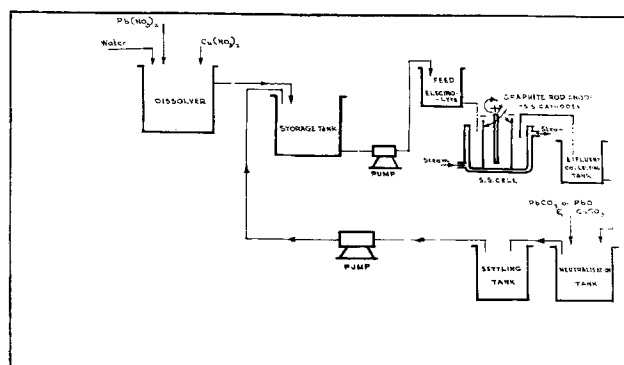 Pb(NO₃)₂
Water
Cu(NO₃)₂
DISSOLVER
STORAGE TANK
PUMP
FEED
ELECTRO-
-LYTE
GRAPHITE ROD ANODE
S.S. CATHODES
Steam
Steam
S.S. CELL
EFFLUENT
COLLECTING
TANK
PbCO₃ or PbO
& CuCO₃
PUMP
SETTLING
TANK
NEUTRALISATION
TANK